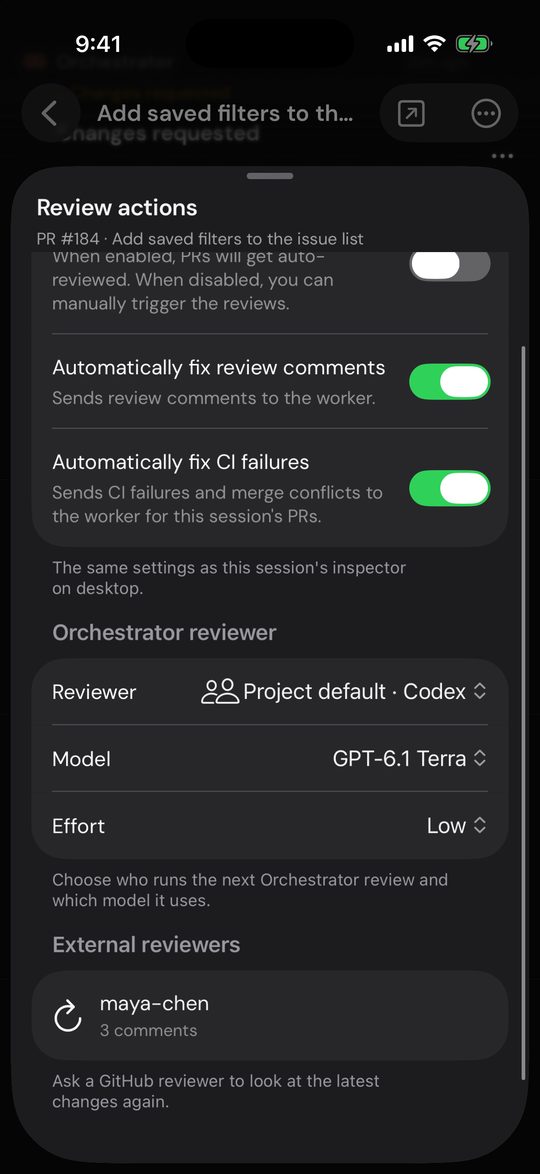 9:41
Orchestrator
Changes requested
Add saved filters to th…
Changes requested
Review actions
PR #184 · Add saved filters to the issue list
When enabled, PRs will get auto-
reviewed. When disabled, you can
manually trigger the reviews.
Automatically fix review comments
Sends review comments to the worker.
Automatically fix CI failures
Sends CI failures and merge conflicts to
the worker for this session's PRs.
The same settings as this session's inspector
on desktop.
Orchestrator reviewer
Reviewer
Project default · Codex
Model
GPT-6.1 Terra
Effort
Low
Choose who runs the next Orchestrator review and
which model it uses.
External reviewers
maya-chen
3 comments
Ask a GitHub reviewer to look at the latest
changes again.